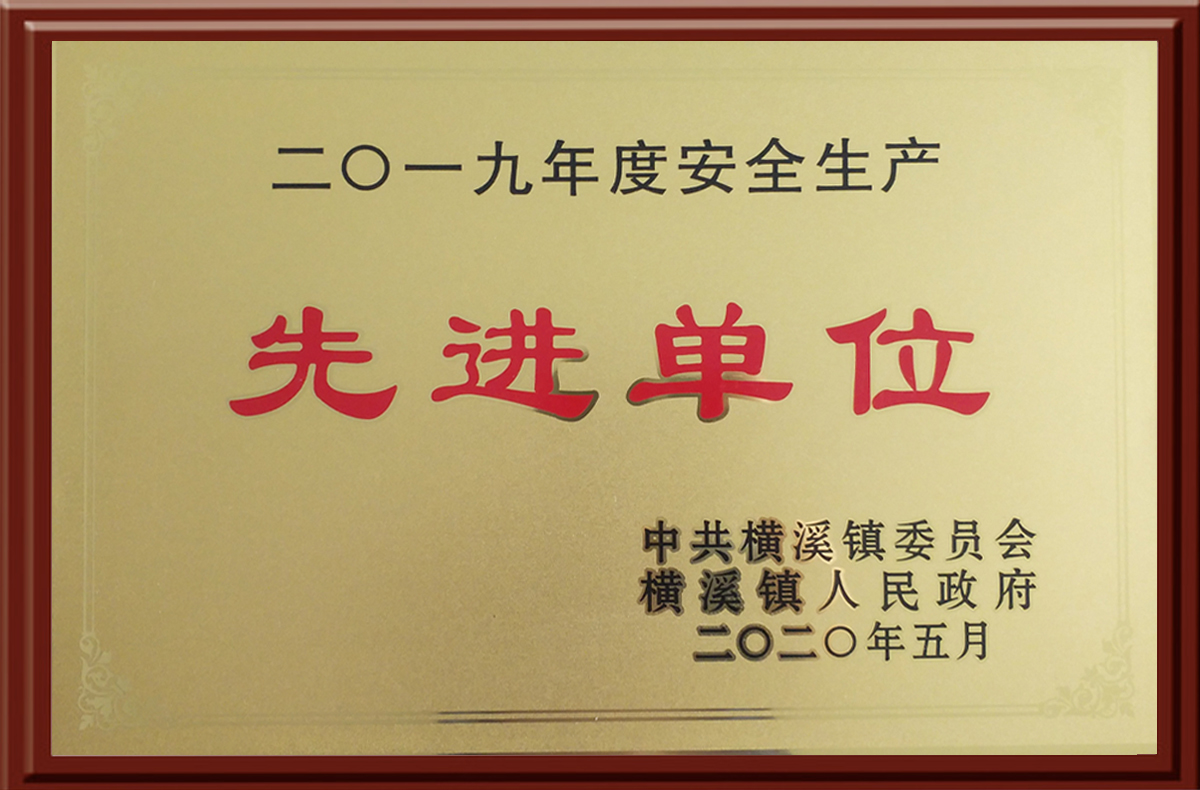 二〇一九年度安全生产
先进单位
中共横溪镇委员会
横溪镇人民政府
二〇二〇年五月